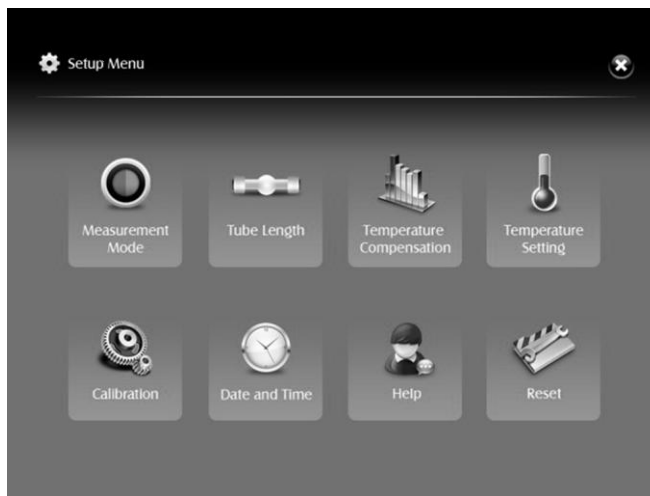 Setup Menu
Measurement
Mode
Tube Length
Temperature
Compensation
Temperature
Setting
Calibration
Date and Time
Help
Reset